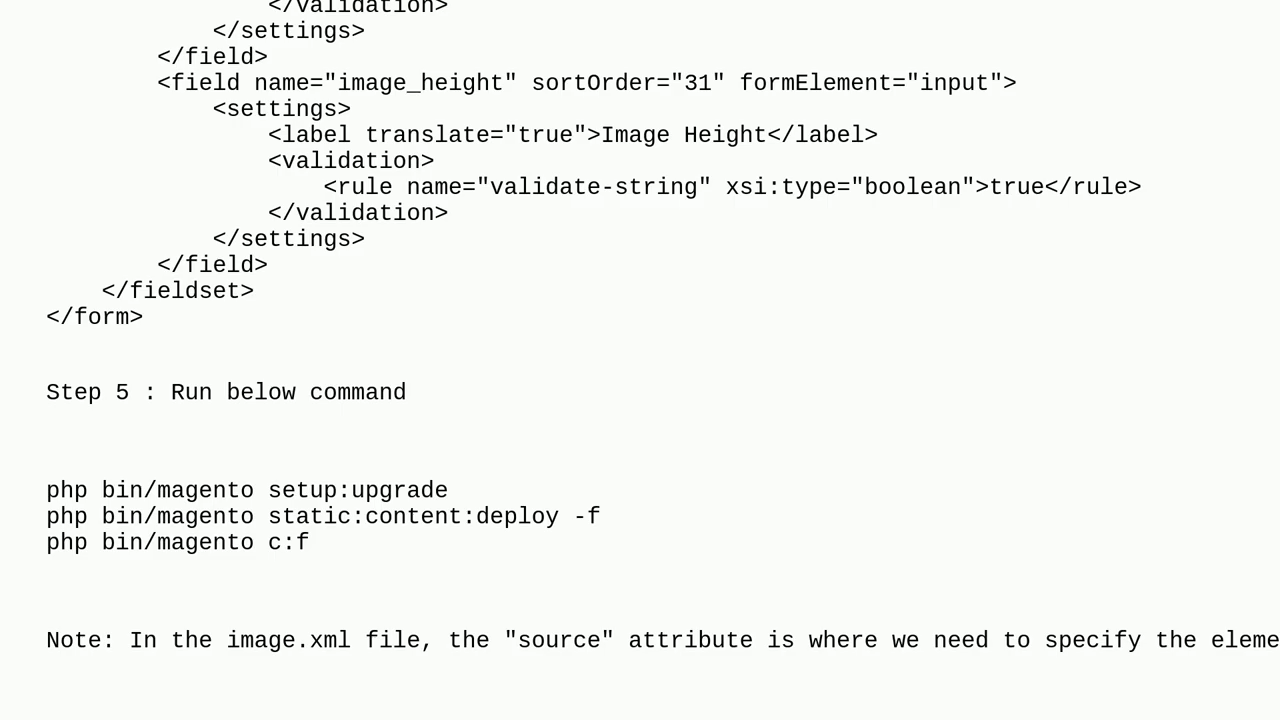 </validation>
</settings>
</field>
<field name="image_height" sortOrder="31" formElement="input">
<settings>
<label translate="true">Image Height</label>
<validation>
<rule name="validate-string" xsi:type="boolean">true</rule>
</validation>
</settings>
</field>
</fieldset>
</form>
Step 5 : Run below command
php bin/magento setup:upgrade
php bin/magento static:content:deploy -f
php bin/magento c:f
Note: In the image.xml file, the "source" attribute is where we need to specify the eleme